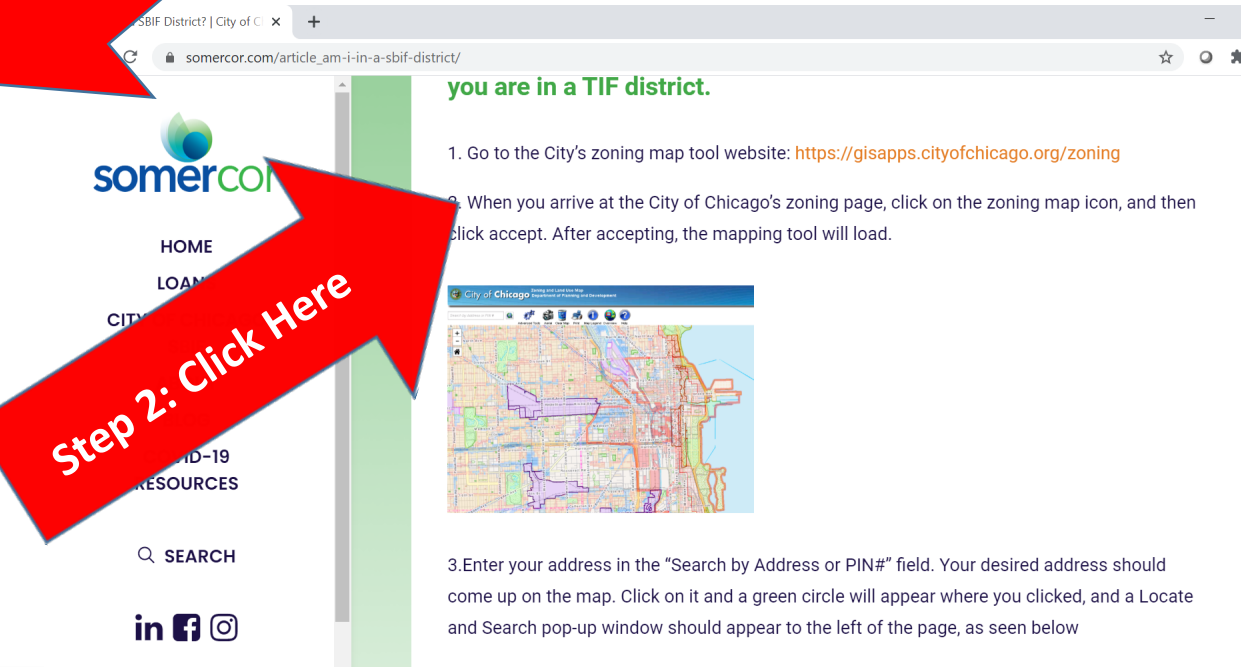 SBIF District? | City of C
somercor.com/article_am-i-in-a-sbif-district/
you are in a TIF district.
1. Go to the City's zoning map tool website: https://gisapps.cityofchicago.org/zoning
2. When you arrive at the City of Chicago's zoning page, click on the zoning map icon, and then
click accept. After accepting, the mapping tool will load.
somercor
HOME
LOAN
CITY OF CHICAGO
Step 2: Click Here
COVID-19
RESOURCES
SEARCH
in
City of Chicago
Zoning and Land Use Map
Department of Planning and Development
3.Enter your address in the “Search by Address or PIN#” field. Your desired address should
come up on the map. Click on it and a green circle will appear where you clicked, and a Locate
and Search pop-up window should appear to the left of the page, as seen below